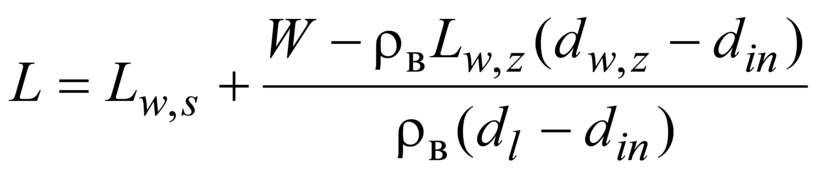 L = L_{w,s} + \frac{W - ρ_в L_{w,z}(d_{w,z} - d_{in})}{ρ_в(d_l - d_{in})}